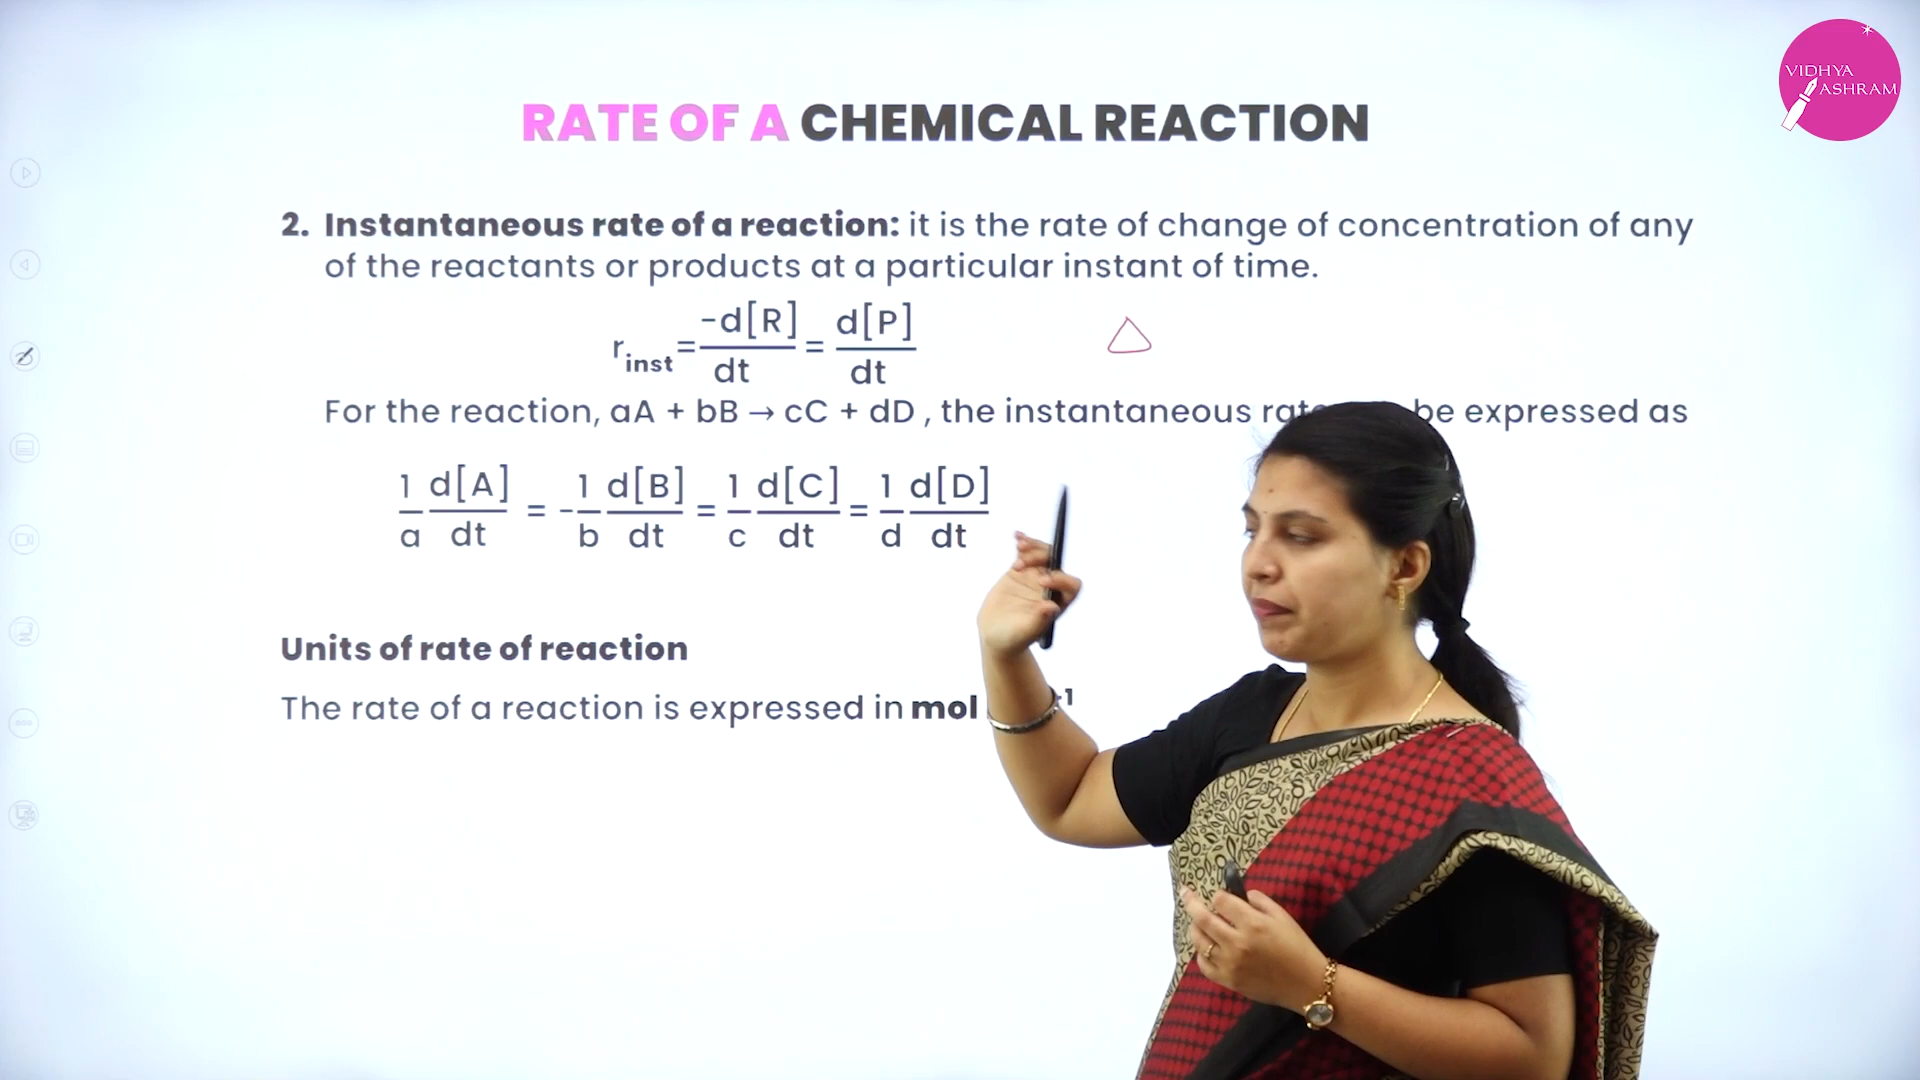 VIDHYA
ASHRAM
RATE OF A CHEMICAL REACTION
2. Instantaneous rate of a reaction: it is the rate of change of concentration of any
of the reactants or products at a particular instant of time.
r_inst = -d[R]/dt = d[P]/dt
For the reaction, aA + bB → cC + dD , the instantaneous be expressed as
1/a d[A]/dt = -1/b d[B]/dt = 1/c d[C]/dt = 1/d d[D]/dt
Units of rate of reaction
The rate of a reaction is expressed in mol